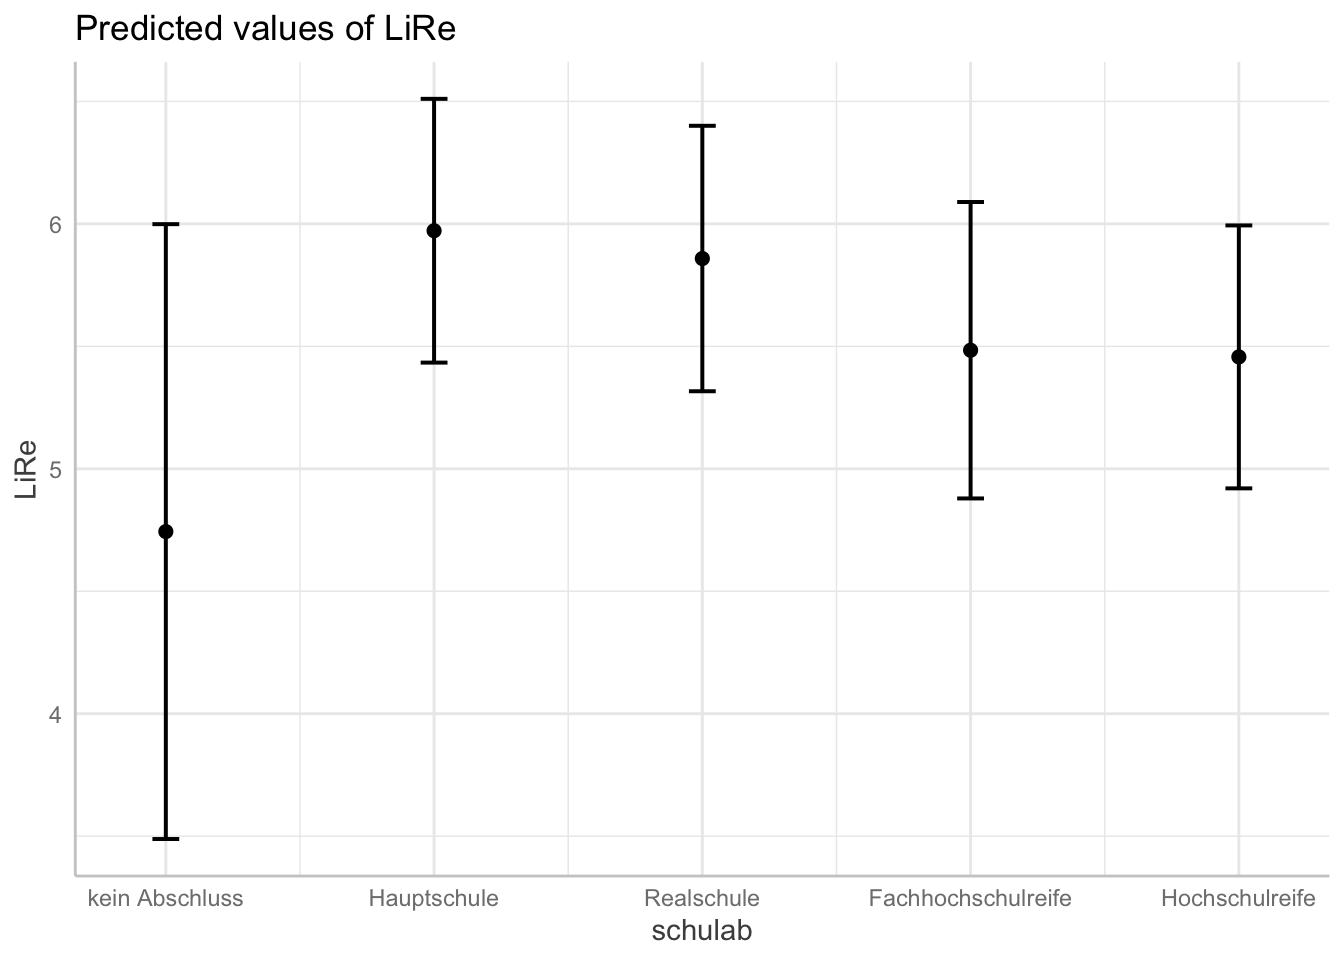 Predicted values of LiRe
LiRe
6
5
4
kein Abschluss Hauptschule Realschule Fachhochschulreife Hochschulreife
schulab